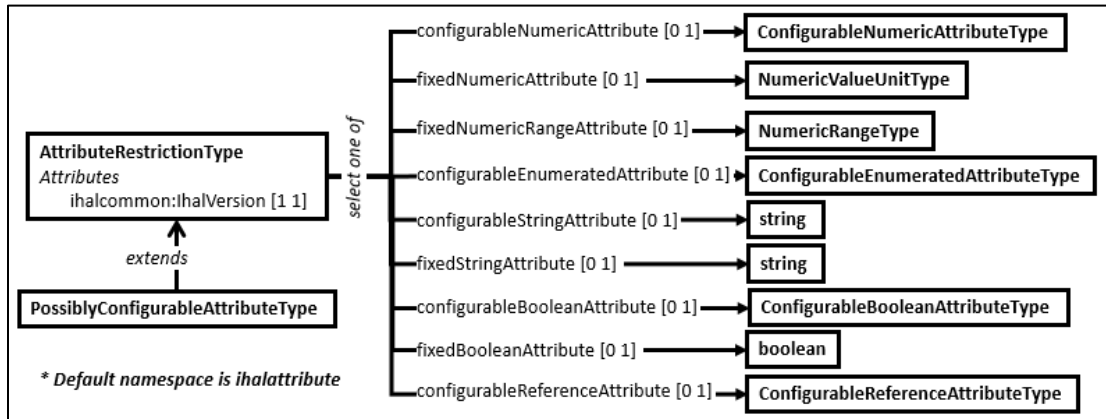 configurableNumericAttribute [0 1] ConfigurableNumericAttributeType
fixedNumericAttribute [0 1] NumericValueUnitType
fixedNumericRangeAttribute [0 1] NumericRangeType
AttributeRestrictionType
Attributes
ihalcommon:IhalVersion [1 1]
select one of
configurableEnumeratedAttribute [0 1] ConfigurableEnumeratedAttributeType
configurableStringAttribute [0 1] string
extends
fixedStringAttribute [0 1] string
PossiblyConfigurableAttributeType
configurableBooleanAttribute [0 1] ConfigurableBooleanAttributeType
fixedBooleanAttribute [0 1] boolean
* Default namespace is ihalattribute
configurableReferenceAttribute [0 1] ConfigurableReferenceAttributeType